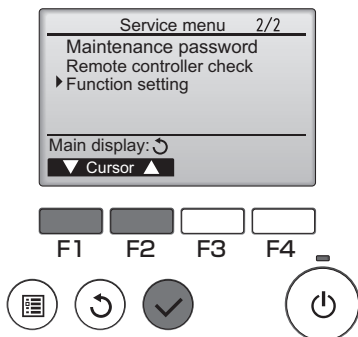 Service menu 2/2
Maintenance password
Remote controller check
Function setting
Main display:
Cursor
F1 F2 F3 F4